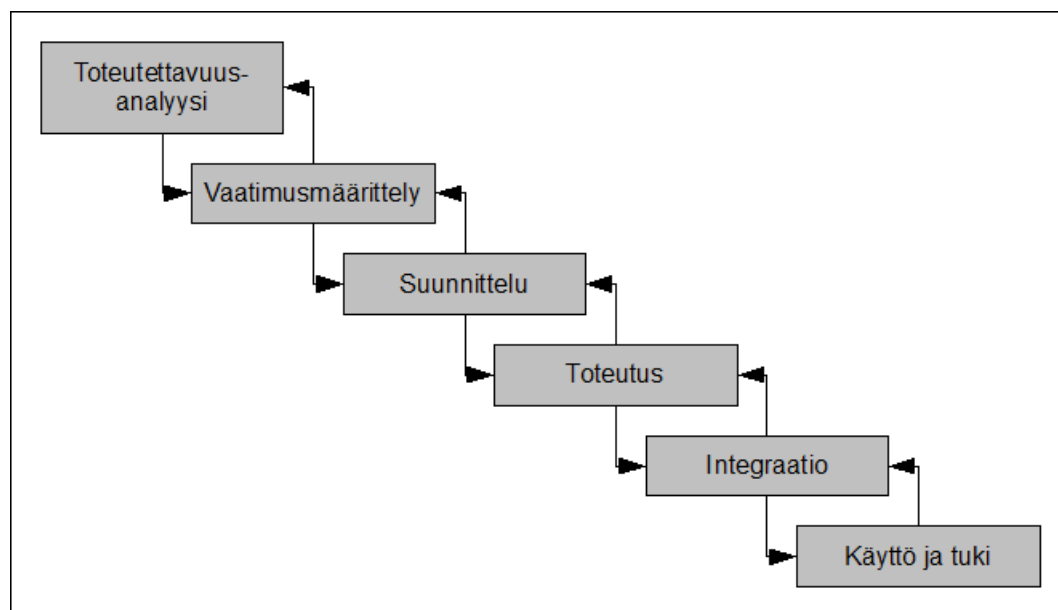 Toteutettavuus-
analyysi
Vaatimusmäärittely
Suunnittelu
Toteutus
Integraatio
Käyttö ja tuki